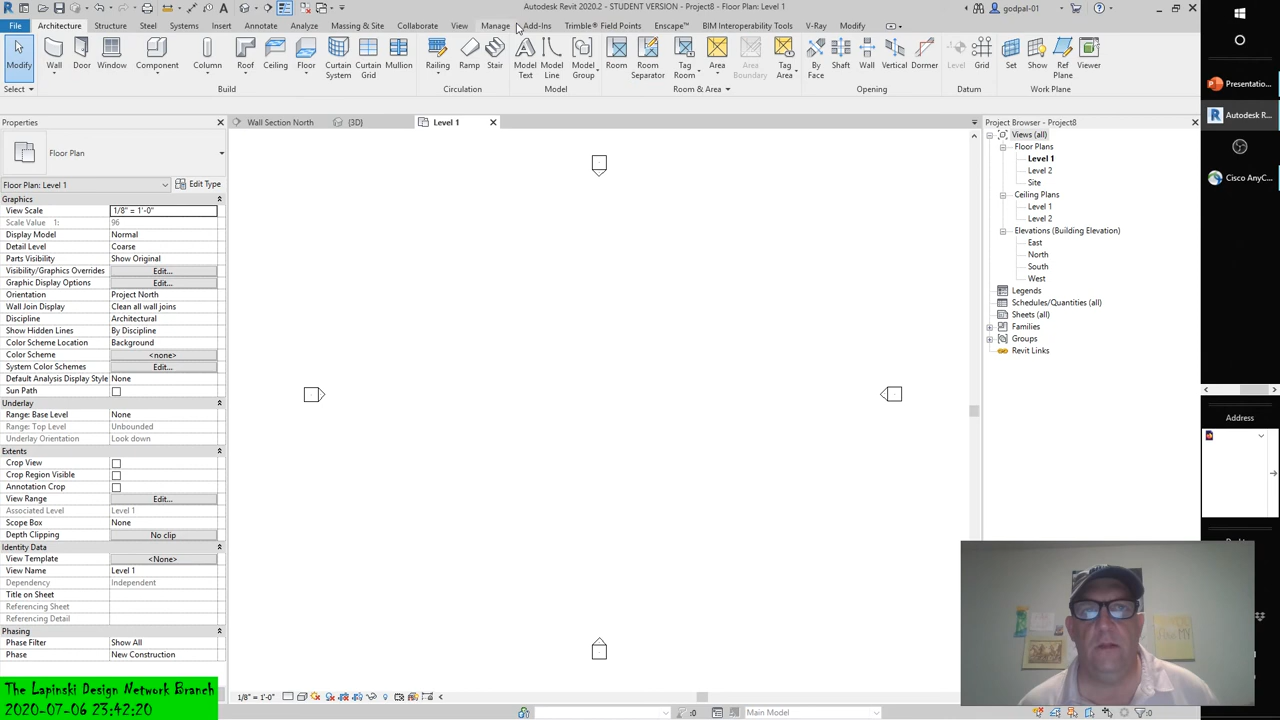 Autodesk Revit 2020.2 - STUDENT VERSION - Project8 - Floor Plan: Level 1
godpal-01
File Architecture Structure Steel Systems Insert Annotate Analyze Massing & Site Collaborate View Manage Add-Ins Trimble® Field Points Enscape™ BIM Interoperability Tools V-Ray Modify
Modify Wall Door Window Component Column Roof Ceiling Floor Curtain System Curtain Grid Mullion Railing Ramp Stair Model Text Model Line Model Group Room Room Separator Tag Room Area Area Boundary Tag Area By Face Shaft Wall Vertical Dormer Level Grid Set Show Ref Plane Viewer
Select Build Circulation Model Room & Area Opening Datum Work Plane
Properties
Wall Section North
{3D}
Level 1
Project Browser - Project8
Floor Plan
Floor Plan: Level 1
Edit Type
Graphics
View Scale 1/8" = 1'-0"
Scale Value 1: 96
Display Model Normal
Detail Level Coarse
Parts Visibility Show Original
Visibility/Graphics Overrides Edit...
Graphic Display Options Edit...
Orientation Project North
Wall Join Display Clean all wall joins
Discipline Architectural
Show Hidden Lines By Discipline
Color Scheme Location Background
Color Scheme <none>
System Color Schemes Edit...
Default Analysis Display Style None
Sun Path
Underlay
Range: Base Level None
Range: Top Level Unbounded
Underlay Orientation Look down
Extents
Crop View
Crop Region Visible
Annotation Crop
View Range Edit...
Associated Level Level 1
Scope Box None
Depth Clipping No clip
Identity Data
View Template <None>
View Name Level 1
Dependency Independent
Title on Sheet
Referencing Sheet
Referencing Detail
Phasing
Phase Filter Show All
Phase New Construction
Views (all)
Floor Plans
Level 1
Level 2
Site
Ceiling Plans
Level 1
Level 2
Elevations (Building Elevation)
East
North
South
West
Legends
Schedules/Quantities (all)
Sheets (all)
Families
Groups
Revit Links
Presentatio...
Autodesk R...
Cisco AnyC...
Address
The Lapinski Design Network Branch
2020-07-06 23:42:20
1/8" = 1'-0"
:0
Main Model
:0